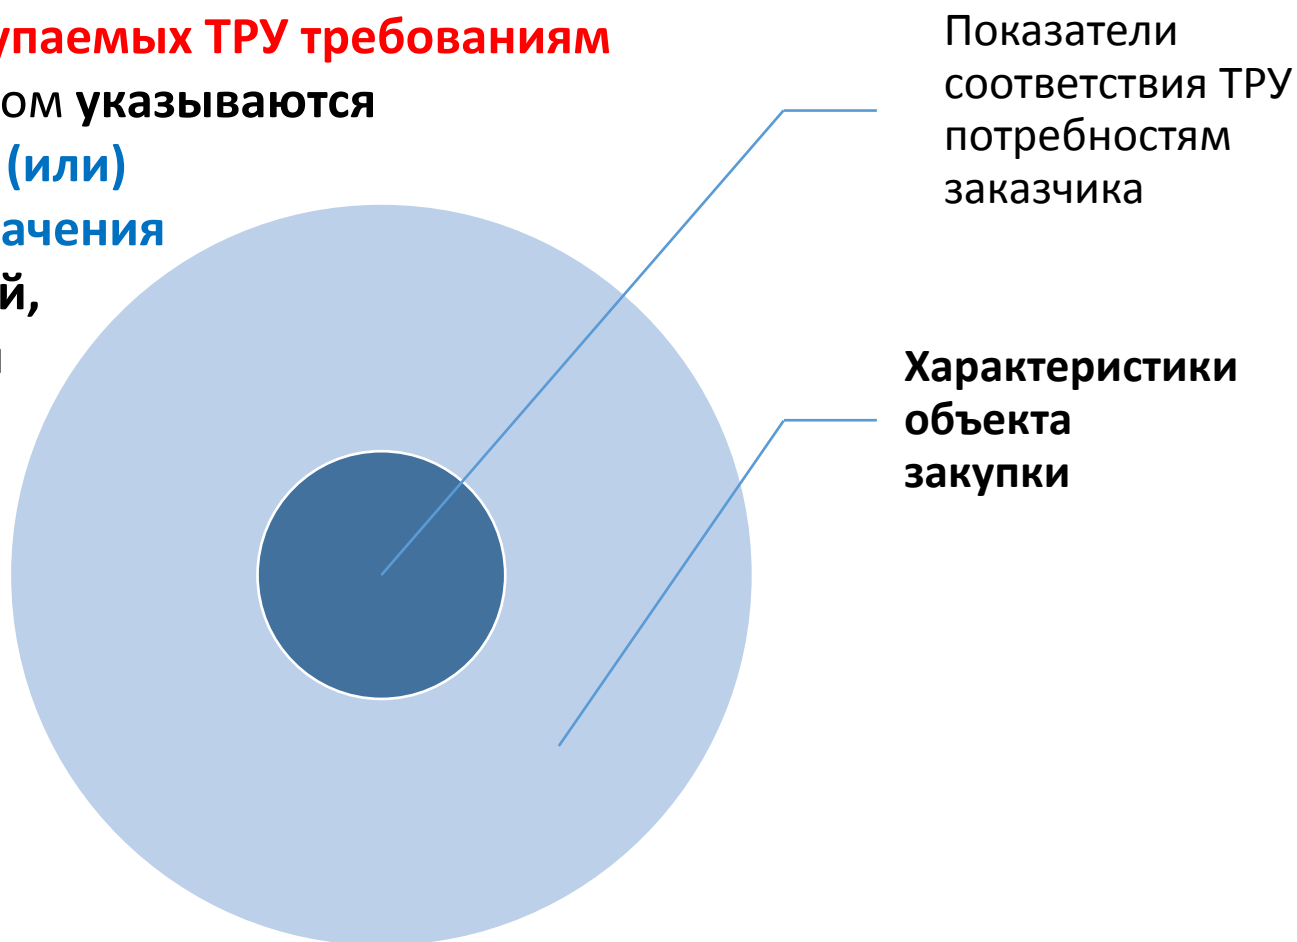 упаемых ТРУ требованиям
ом указываются
(или)
ачения
й,
Показатели
соответствия ТРУ
потребностям
заказчика
Характеристики
объекта
закупки